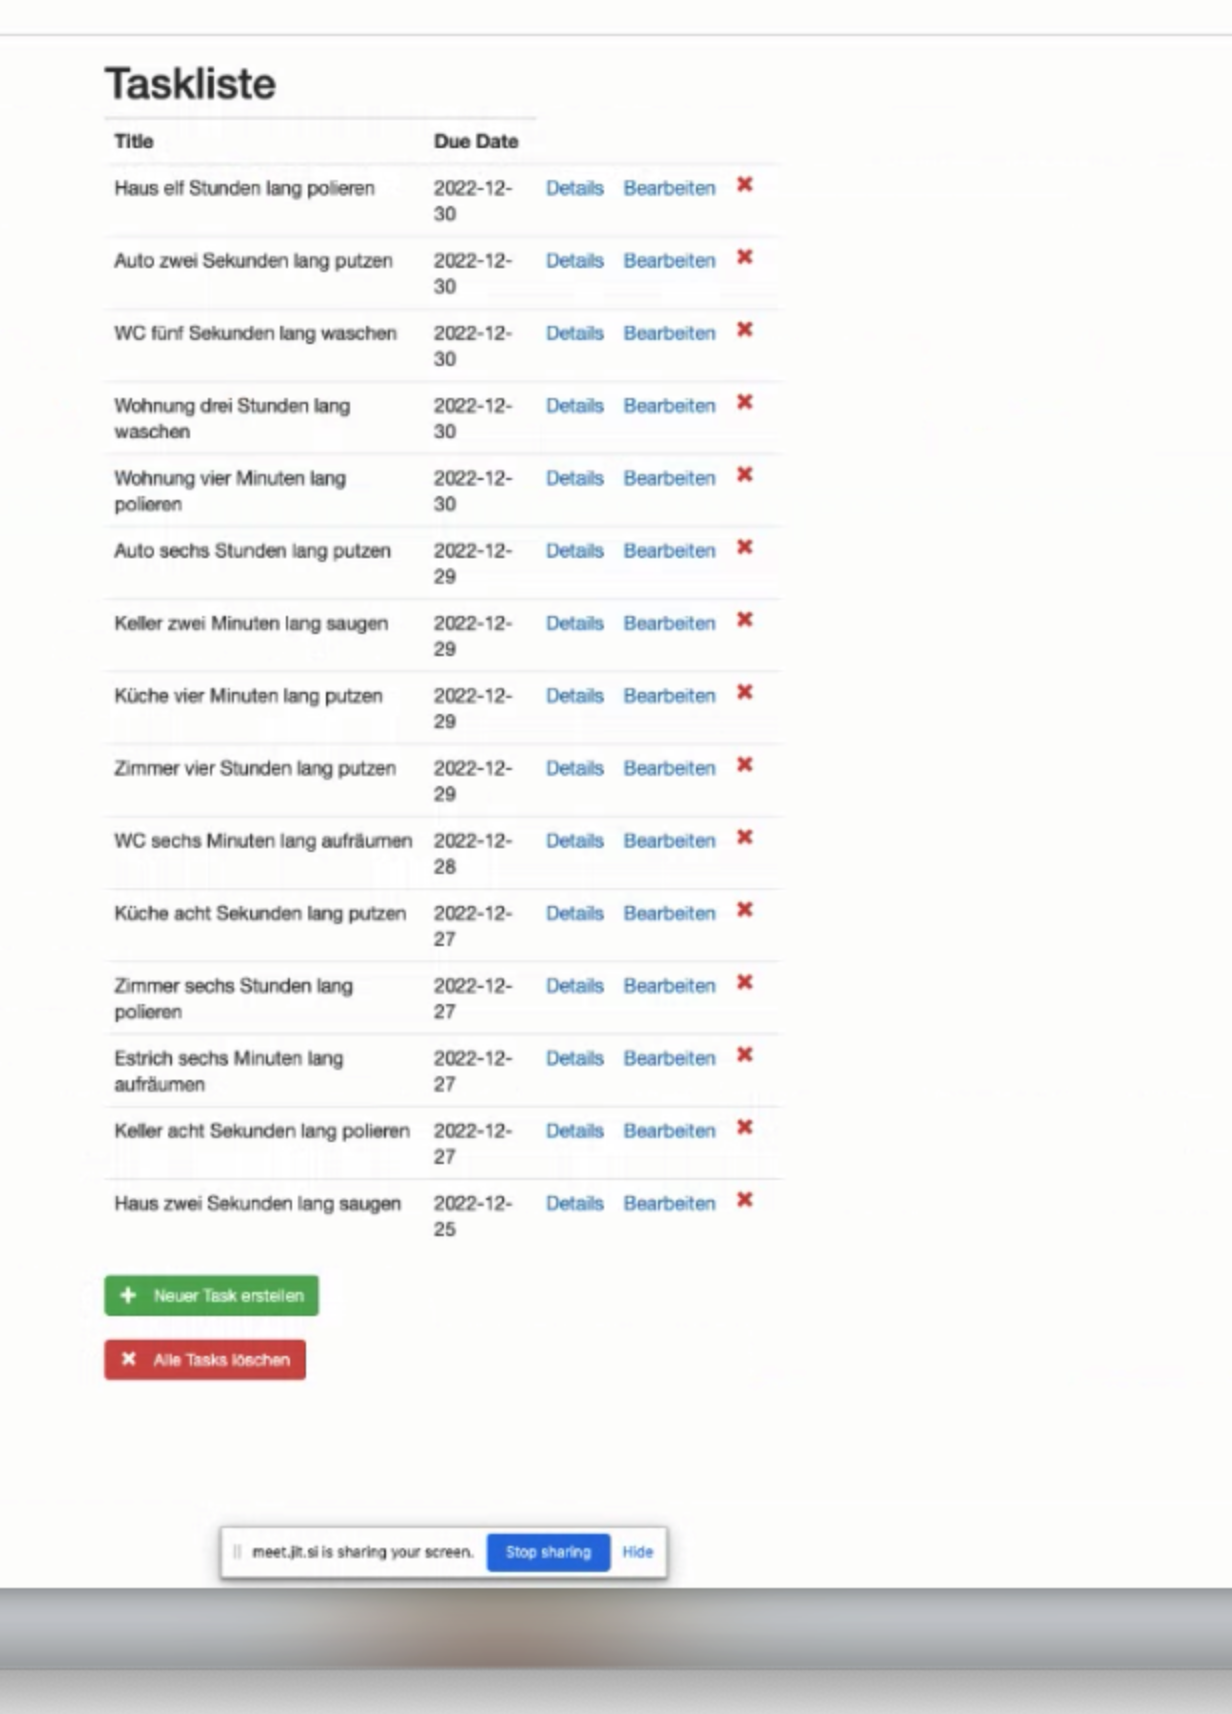 Taskliste
Title Due Date
Haus elf Stunden lang polieren 2022-12- Details Bearbeiten
30
Auto zwei Sekunden lang putzen 2022-12- Details Bearbeiten
30
WC fünf Sekunden lang waschen 2022-12- Details Bearbeiten
30
Wohnung drei Stunden lang 2022-12- Details Bearbeiten
waschen 30
Wohnung vier Minuten lang 2022-12- Details Bearbeiten
polieren 30
Auto sechs Stunden lang putzen 2022-12- Details Bearbeiten
29
Keller zwei Minuten lang saugen 2022-12- Details Bearbeiten
29
Küche vier Minuten lang putzen 2022-12- Details Bearbeiten
29
Zimmer vier Stunden lang putzen 2022-12- Details Bearbeiten
29
WC sechs Minuten lang aufräumen 2022-12- Details Bearbeiten
28
Küche acht Sekunden lang putzen 2022-12- Details Bearbeiten
27
Zimmer sechs Stunden lang 2022-12- Details Bearbeiten
polieren 27
Estrich sechs Minuten lang 2022-12- Details Bearbeiten
aufräumen 27
Keller acht Sekunden lang polieren 2022-12- Details Bearbeiten
27
Haus zwei Sekunden lang saugen 2022-12- Details Bearbeiten
25
Neuer Task erstellen
Alle Tasks löschen
meet.jit.si is sharing your screen. Stop sharing Hide